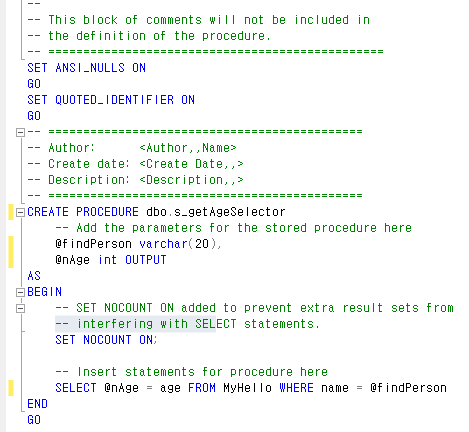 --
-- This block of comments will not be included in
-- the definition of the procedure.
-- ================================================
SET ANSI_NULLS ON
GO
SET QUOTED_IDENTIFIER ON
GO
-- =============================================
-- Author: <Author,,Name>
-- Create date: <Create Date,,>
-- Description: <Description,,>
-- =============================================
CREATE PROCEDURE dbo.s_getAgeSelector
-- Add the parameters for the stored procedure here
@findPerson varchar(20),
@nAge int OUTPUT
AS
BEGIN
-- SET NOCOUNT ON added to prevent extra result sets from
-- interfering with SELECT statements.
SET NOCOUNT ON;
-- Insert statements for procedure here
SELECT @nAge = age FROM MyHello WHERE name = @findPerson
END
GO